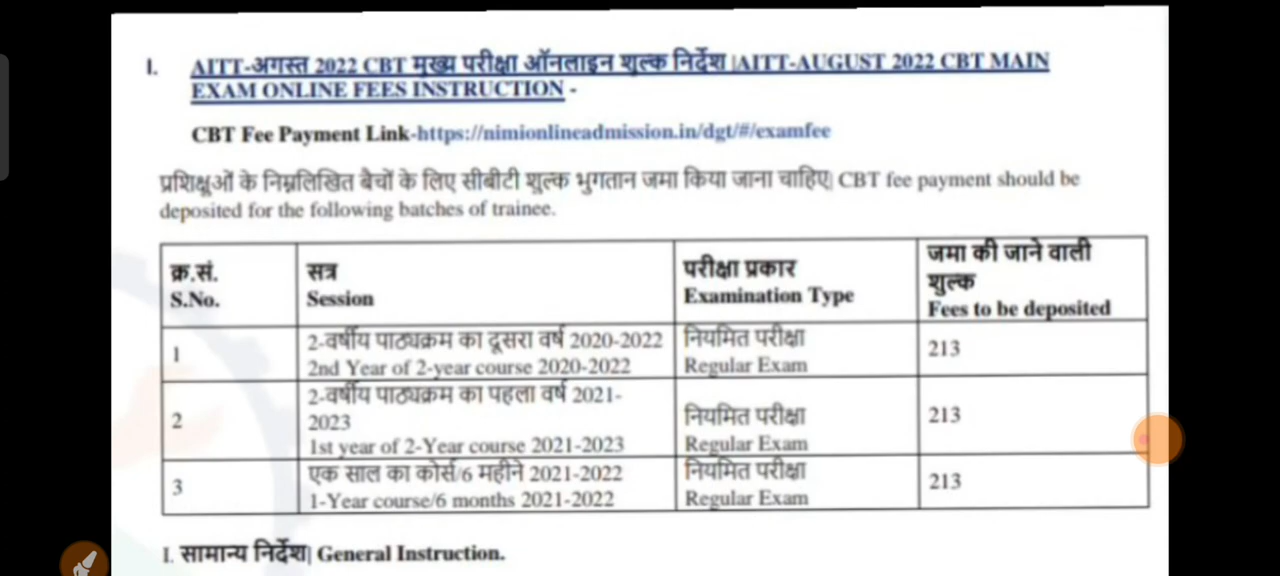 I. AITT-अगस्त 2022 CBT मुख्य परीक्षा ऑनलाइन शुल्क निर्देश |AITT-AUGUST 2022 CBT MAIN
EXAM ONLINE FEES INSTRUCTION -
CBT Fee Payment Link-https://nimionlineadmission.in/dgt/#/examfee
प्रशिक्षुओं के निम्नलिखित बैचों के लिए सीबीटी शुल्क भुगतान जमा किया जाना चाहिए| CBT fee payment should be
deposited for the following batches of trainee.
क्र.सं.
S.No.
सत्र
Session
परीक्षा प्रकार
Examination Type
जमा की जाने वाली
शुल्क
Fees to be deposited
1
2-वर्षीय पाठ्यक्रम का दूसरा वर्ष 2020-2022
2nd Year of 2-year course 2020-2022
नियमित परीक्षा
Regular Exam
213
2
2-वर्षीय पाठ्यक्रम का पहला वर्ष 2021-
2023
1st year of 2-Year course 2021-2023
नियमित परीक्षा
Regular Exam
213
3
एक साल का कोर्स/6 महीने 2021-2022
1-Year course/6 months 2021-2022
नियमित परीक्षा
Regular Exam
213
I. सामान्य निर्देश| General Instruction.